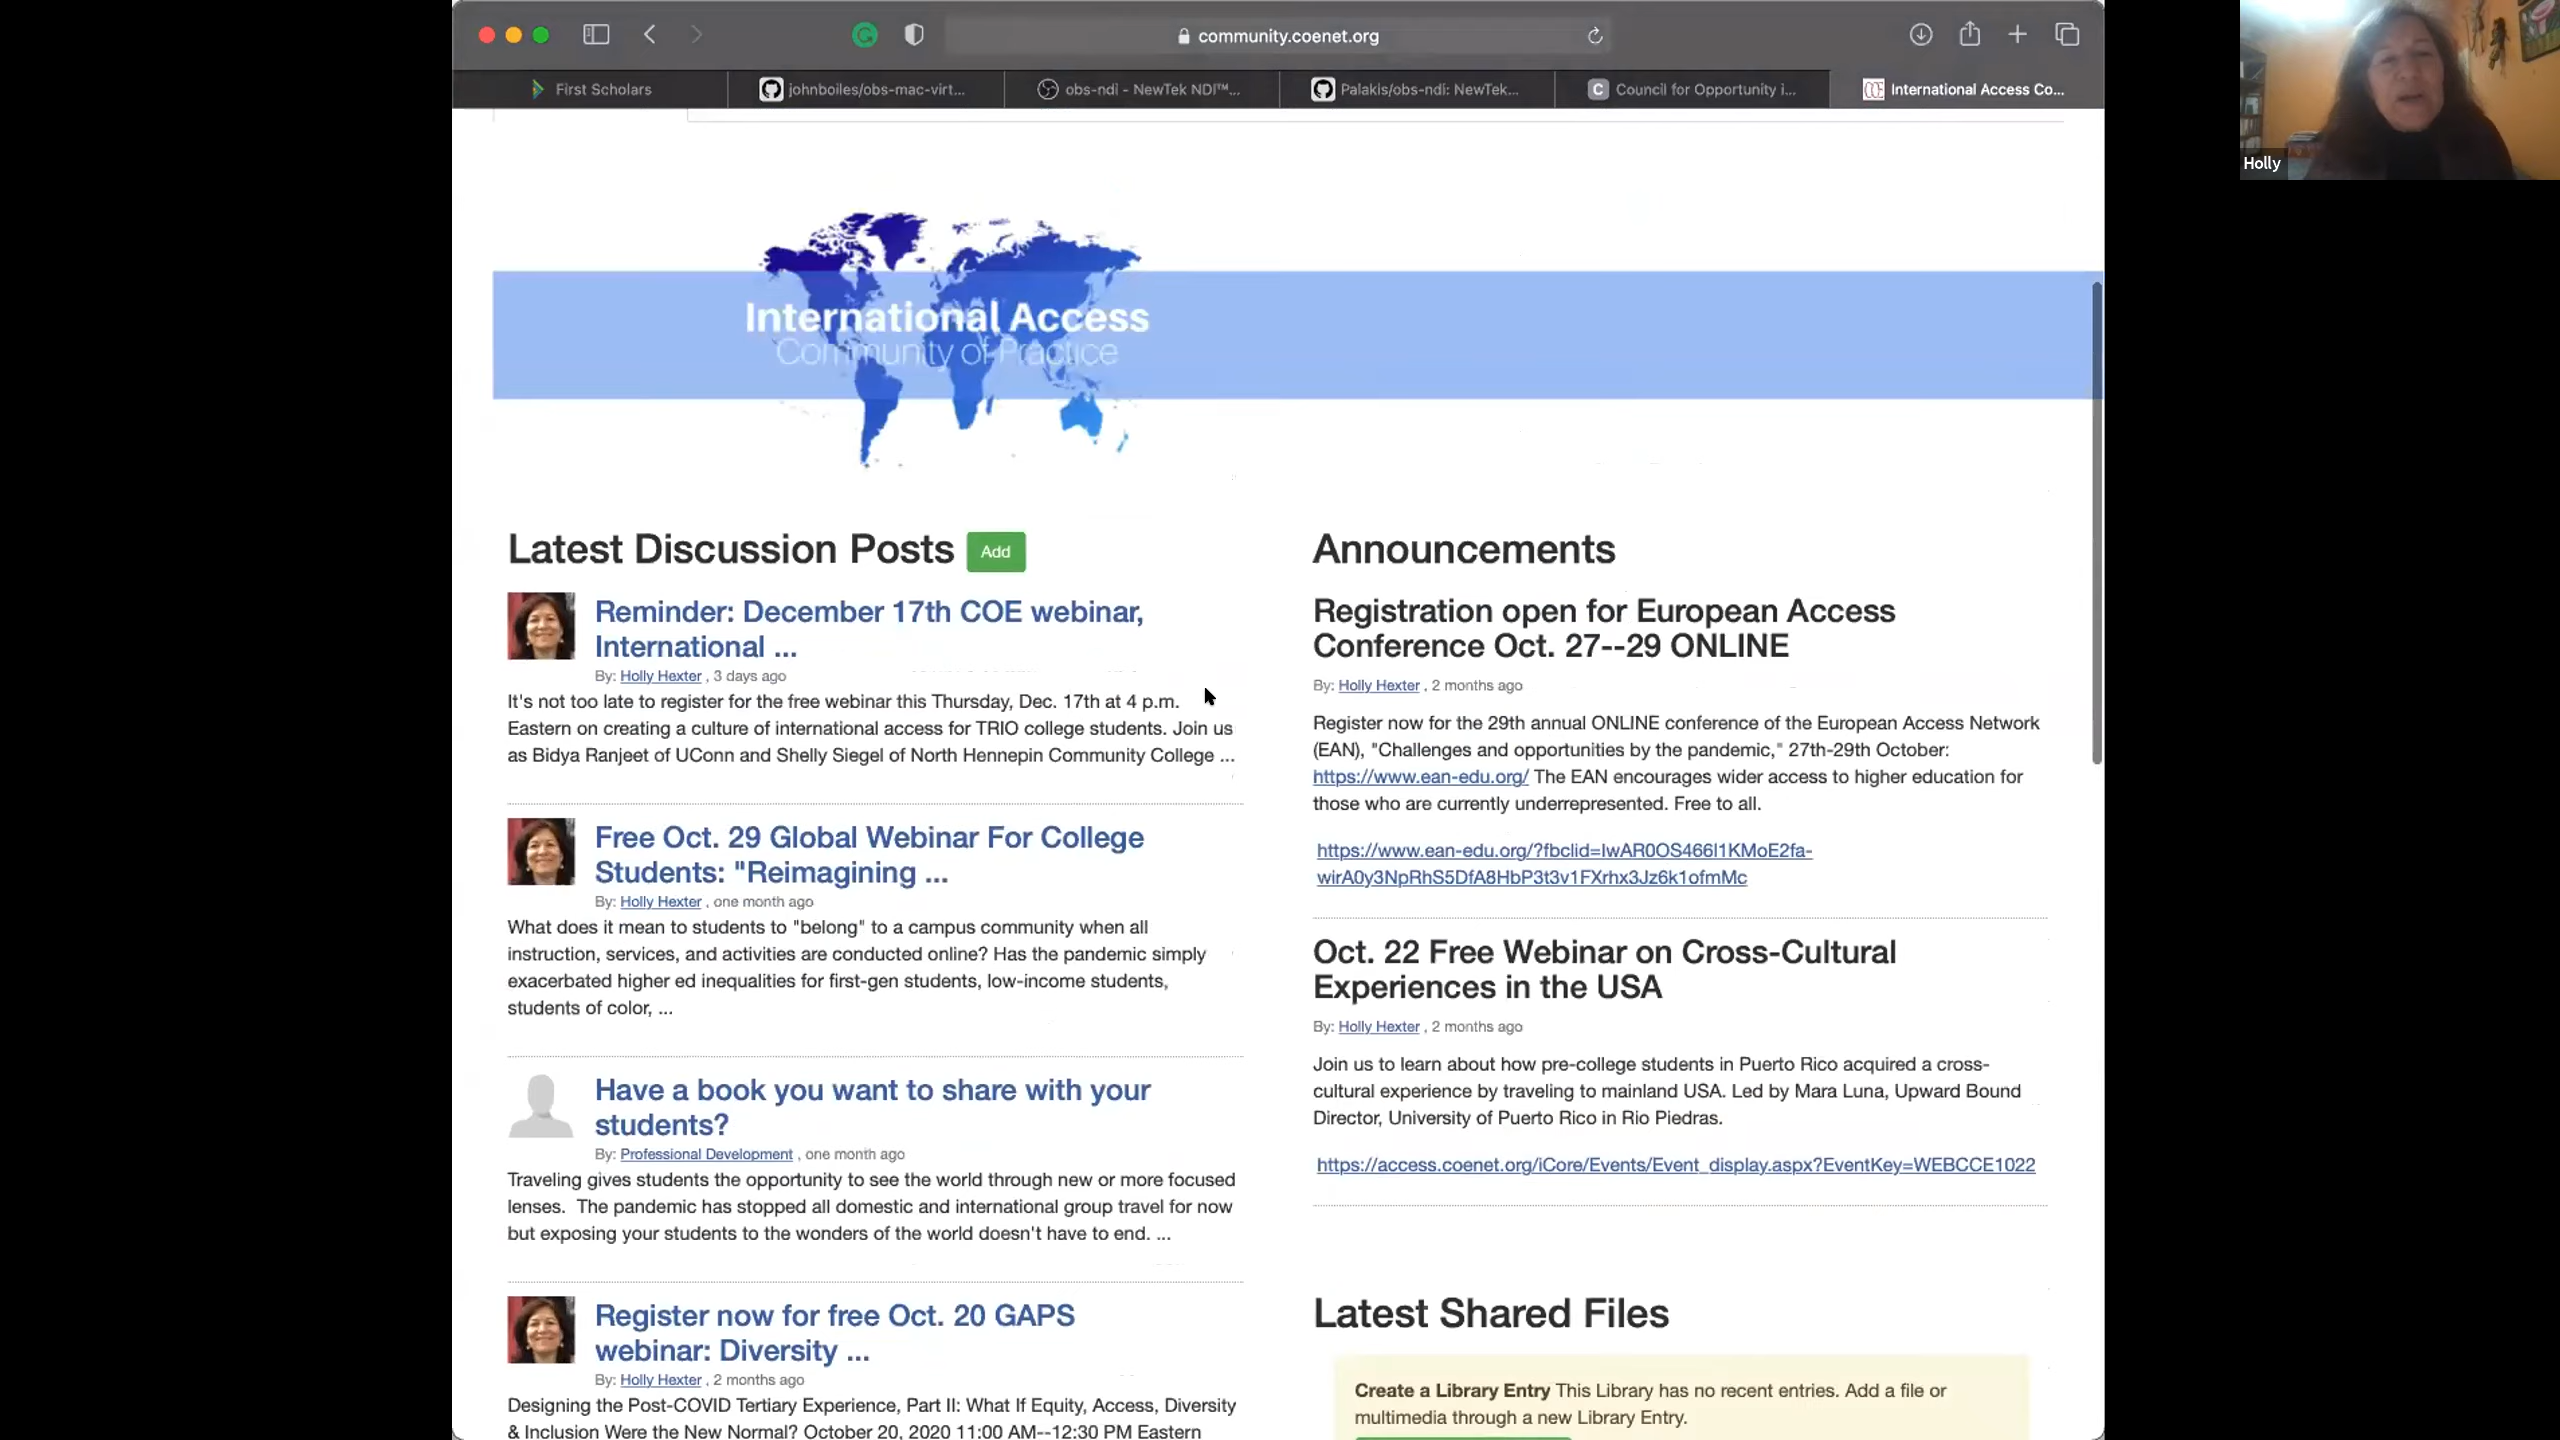 community.coenet.org
First Scholars
johnboiles/obs-mac-virt...
obs-ndi - NewTek NDI™...
Palakis/obs-ndi: NewTek...
Council for Opportunity i...
International Access Co...
Holly
International Access
Community of Practice
Latest Discussion Posts
Add
Reminder: December 17th COE webinar,
International ...
By: Holly Hexter , 3 days ago
It's not too late to register for the free webinar this Thursday, Dec. 17th at 4 p.m.
Eastern on creating a culture of international access for TRIO college students. Join us
as Bidya Ranjeet of UConn and Shelly Siegel of North Hennepin Community College ...
Free Oct. 29 Global Webinar For College
Students: "Reimagining ...
By: Holly Hexter , one month ago
What does it mean to students to "belong" to a campus community when all
instruction, services, and activities are conducted online? Has the pandemic simply
exacerbated higher ed inequalities for first-gen students, low-income students,
students of color, ...
Have a book you want to share with your
students?
By: Professional Development , one month ago
Traveling gives students the opportunity to see the world through new or more focused
lenses.  The pandemic has stopped all domestic and international group travel for now
but exposing your students to the wonders of the world doesn't have to end. ...
Register now for free Oct. 20 GAPS
webinar: Diversity ...
By: Holly Hexter , 2 months ago
Designing the Post-COVID Tertiary Experience, Part II: What If Equity, Access, Diversity
& Inclusion Were the New Normal? October 20, 2020 11:00 AM--12:30 PM Eastern
Announcements
Registration open for European Access
Conference Oct. 27--29 ONLINE
By: Holly Hexter , 2 months ago
Register now for the 29th annual ONLINE conference of the European Access Network
(EAN), "Challenges and opportunities by the pandemic," 27th-29th October:
https://www.ean-edu.org/ The EAN encourages wider access to higher education for
those who are currently underrepresented. Free to all.
https://www.ean-edu.org/?fbclid=IwAR0OS466l1KMoE2fa-
wirA0y3NpRhS5DfA8HbP3t3v1FXrhx3Jz6k1ofmMc
Oct. 22 Free Webinar on Cross-Cultural
Experiences in the USA
By: Holly Hexter , 2 months ago
Join us to learn about how pre-college students in Puerto Rico acquired a cross-
cultural experience by traveling to mainland USA. Led by Mara Luna, Upward Bound
Director, University of Puerto Rico in Rio Piedras.
https://access.coenet.org/iCore/Events/Event_display.aspx?EventKey=WEBCCE1022
Latest Shared Files
Create a Library Entry This Library has no recent entries. Add a file or
multimedia through a new Library Entry.